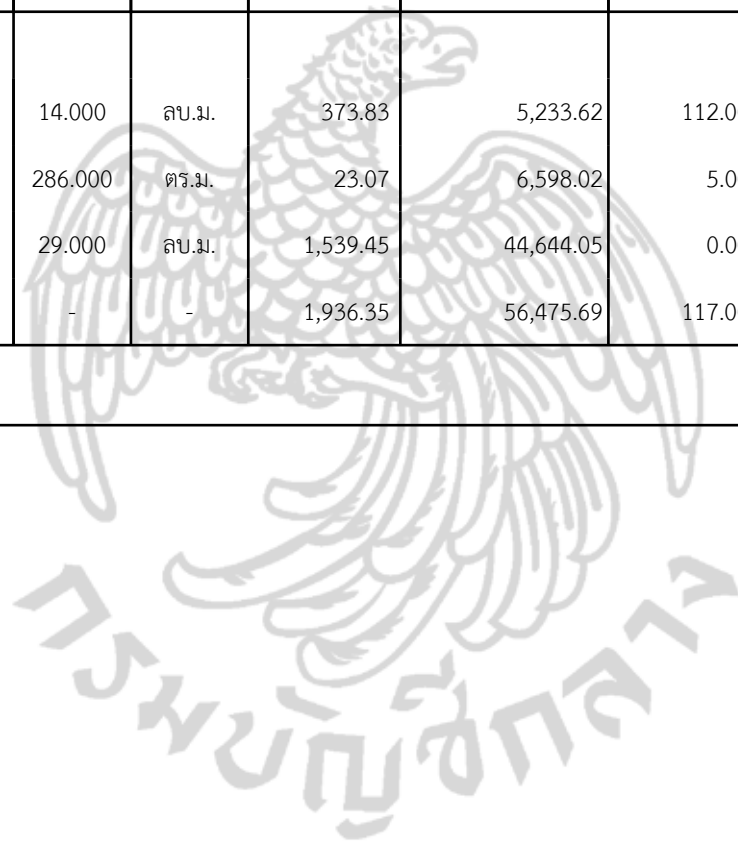 14.000 ลบ.ม. 373.83 5,233.62 112.0
286.000 ตร.ม. 23.07 6,598.02 5.0
29.000 ลบ.ม. 1,539.45 44,644.05 0.0
- - 1,936.35 56,475.69 117.0
กรมบัญชีกลาง